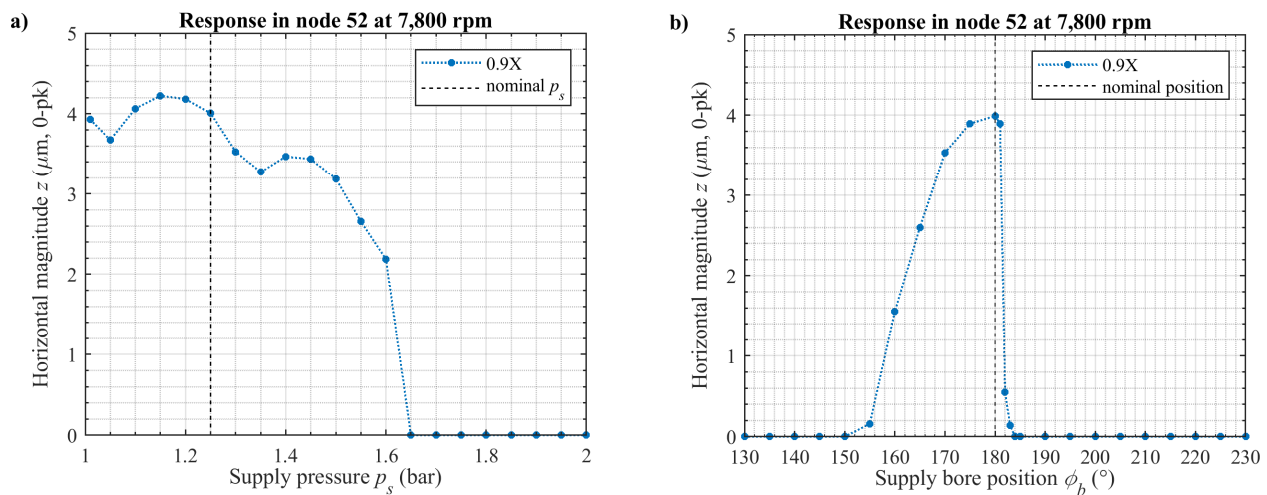 a)
Response in node 52 at 7,800 rpm
Horizontal magnitude z (μm, 0-pk)
5
4
3
2
1
0
0.9X
nominal pₛ
1 1.2 1.4 1.6 1.8 2
Supply pressure pₛ (bar)
b)
Response in node 52 at 7,800 rpm
Horizontal magnitude z (μm, 0-pk)
5
4
3
2
1
0
0.9X
nominal position
130 140 150 160 170 180 190 200 210 220 230
Supply bore position ϕ_b (°)